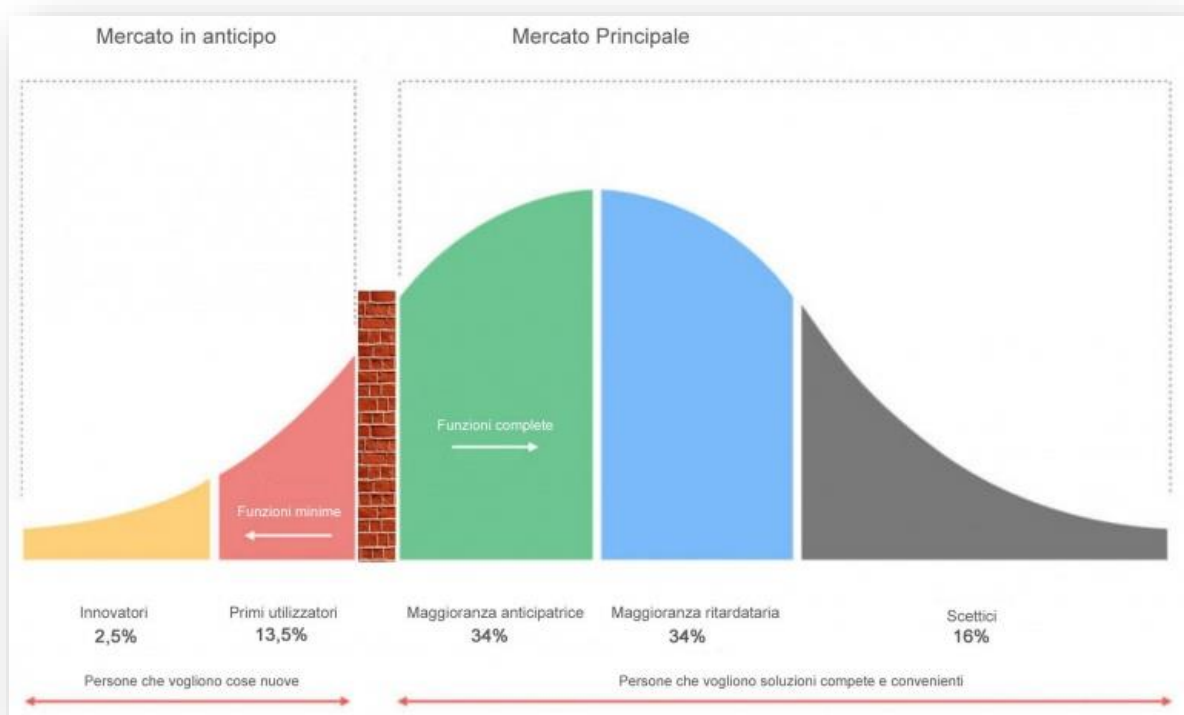 Mercato in anticipo
Mercato Principale
Funzioni complete
Funzioni minime
Innovatori
2,5%
Primi utilizzatori
13,5%
Maggioranza anticipatrice
34%
Maggioranza ritardataria
34%
Scettici
16%
Persone che vogliono cose nuove
Persone che vogliono soluzioni compete e convenienti